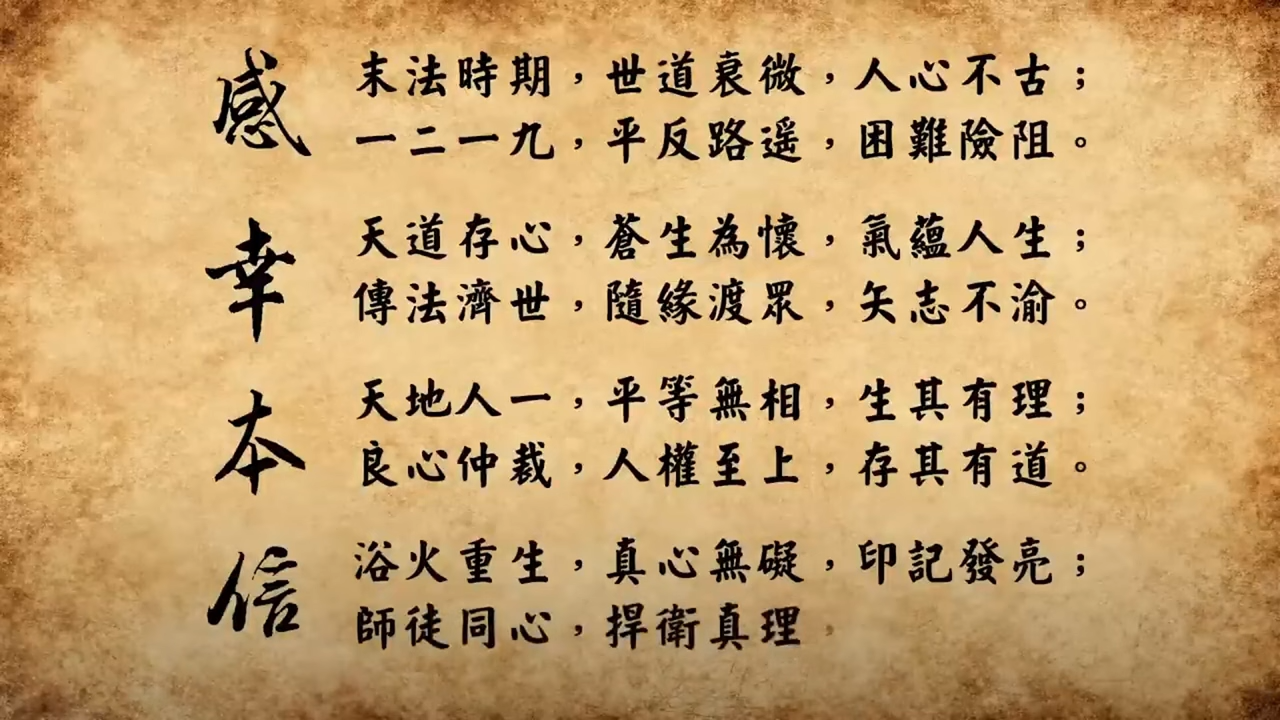 感
末法時期，世道衰微，人心不古；
一二一九，平反路遥，困難險阻。
幸
天道存心，蒼生為懷，氣蘊人生；
傳法濟世，隨緣渡眾，矢志不渝。
本
天地人一，平等無相，生其有理；
良心仲裁，人權至上，存其有道。
信
浴火重生，真心無礙，印記發亮；
師徒同心，捍衛真理，